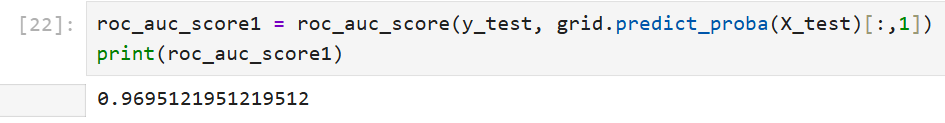 [22]: roc_auc_score1 = roc_auc_score(y_test, grid.predict_proba(X_test)[:,1])
print(roc_auc_score1)
0.9695121951219512